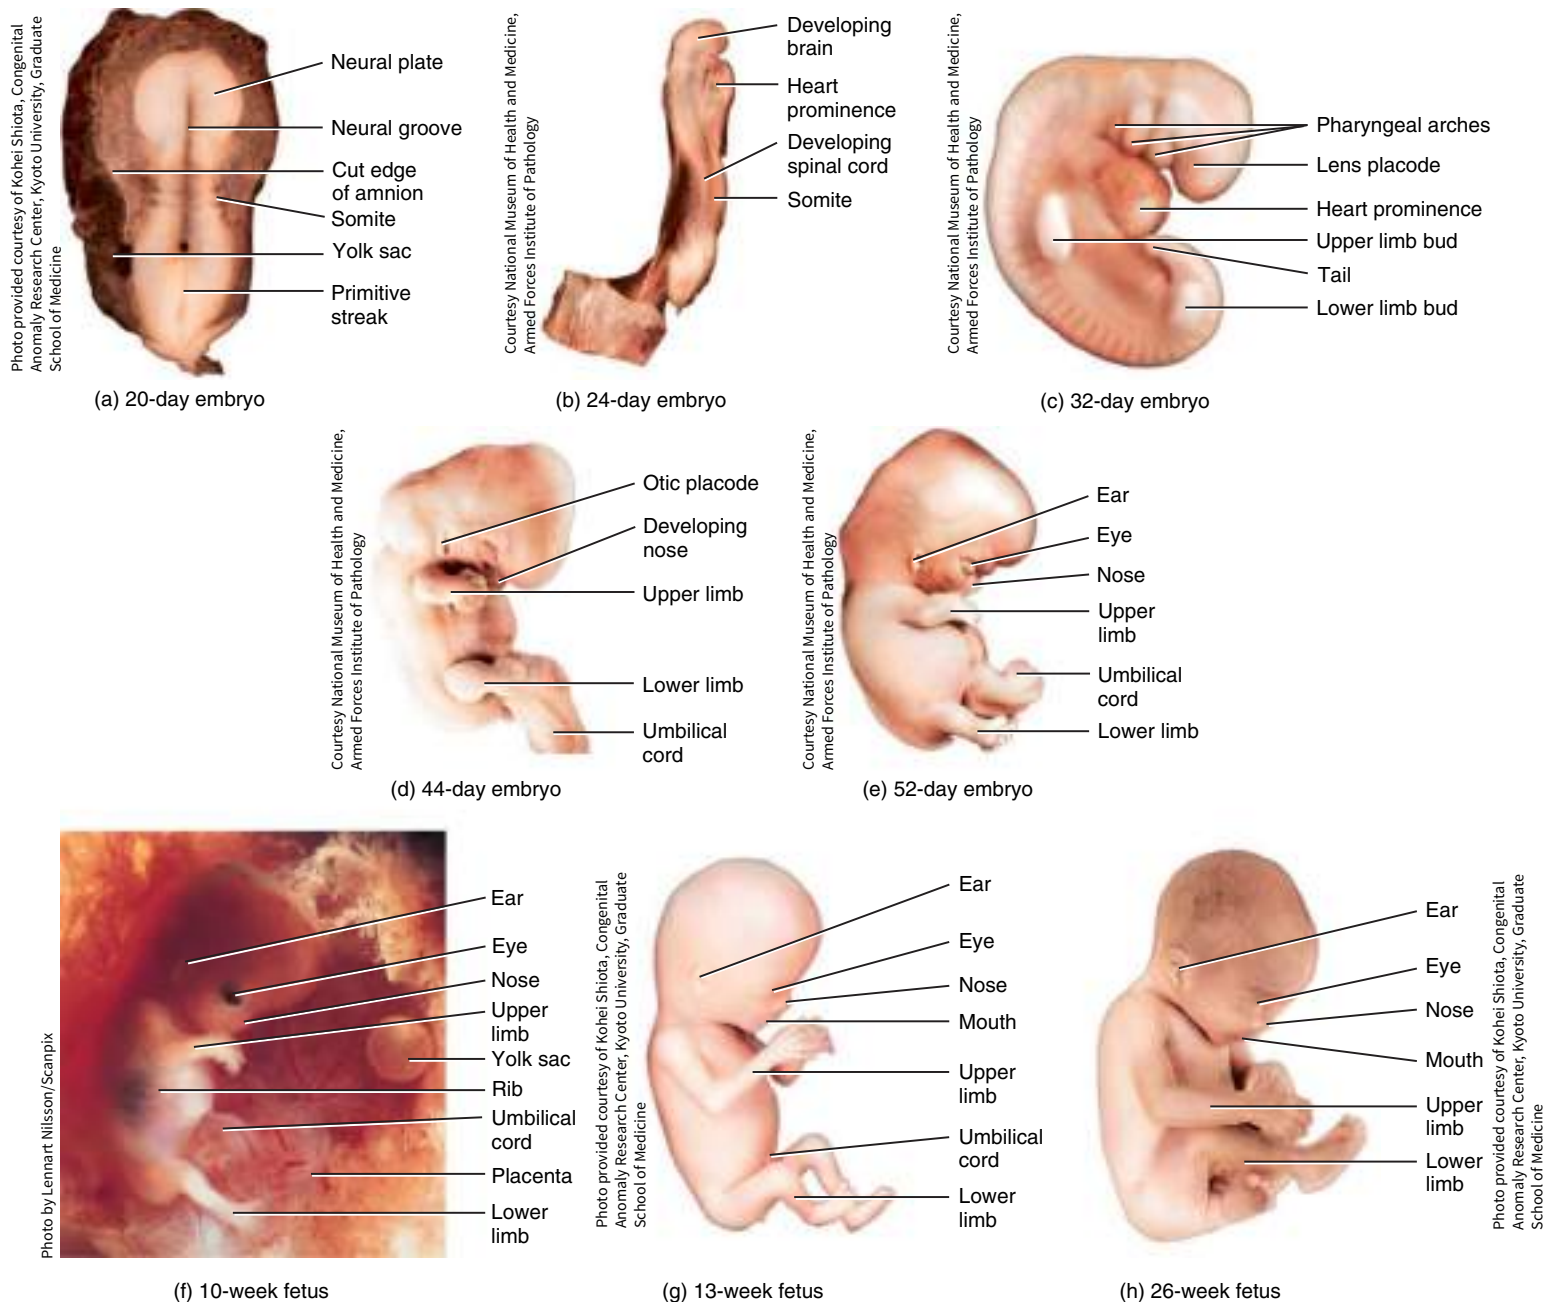 Photo provided courtesy of Kohei Shiota, Congenital
Anomaly Research Center, Kyoto University, Graduate
School of Medicine
Neural plate
Neural groove
Cut edge
of amnion
Somite
Yolk sac
Primitive
streak
(a) 20-day embryo
Courtesy National Museum of Health and Medicine,
Armed Forces Institute of Pathology
Developing
brain
Heart
prominence
Developing
spinal cord
Somite
(b) 24-day embryo
Courtesy National Museum of Health and Medicine,
Armed Forces Institute of Pathology
Pharyngeal arches
Lens placode
Heart prominence
Upper limb bud
Tail
Lower limb bud
(c) 32-day embryo
Courtesy National Museum of Health and Medicine,
Armed Forces Institute of Pathology
Otic placode
Developing
nose
Upper limb
Lower limb
Umbilical
cord
(d) 44-day embryo
Courtesy National Museum of Health and Medicine,
Armed Forces Institute of Pathology
Ear
Eye
Nose
Upper
limb
Umbilical
cord
Lower limb
(e) 52-day embryo
Photo by Lennart Nilsson/Scanpix
Ear
Eye
Nose
Upper
limb
Yolk sac
Rib
Umbilical
cord
Placenta
Lower
limb
(f) 10-week fetus
Photo provided courtesy of Kohei Shiota, Congenital
Anomaly Research Center, Kyoto University, Graduate
School of Medicine
Ear
Eye
Nose
Mouth
Upper
limb
Umbilical
cord
Lower
limb
(g) 13-week fetus
Ear
Eye
Nose
Mouth
Upper
limb
Lower
limb
Photo provided courtesy of Kohei Shiota, Congenital
Anomaly Research Center, Kyoto University, Graduate
School of Medicine
(h) 26-week fetus